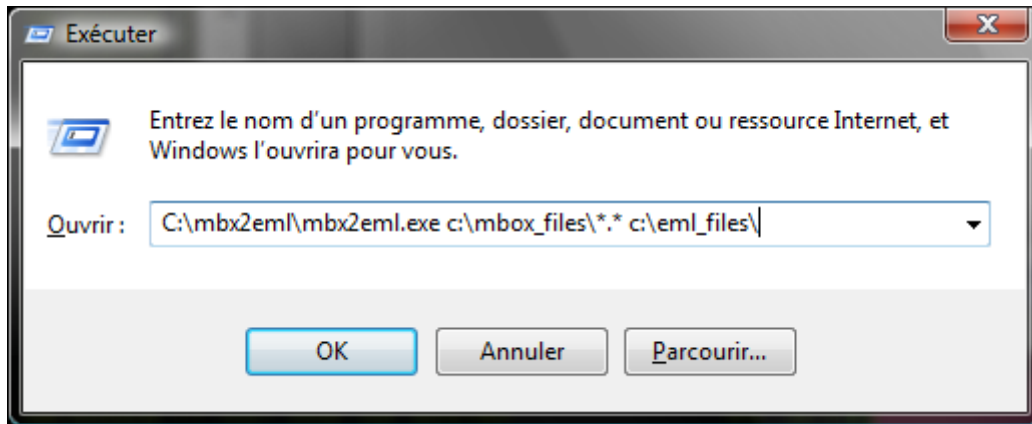 Exécuter
Entrez le nom d'un programme, dossier, document ou ressource Internet, et
Windows l'ouvrira pour vous.
Ouvrir : C:\mbx2eml\mbx2eml.exe c:\mbox_files\*.* c:\eml_files\
OK Annuler Parcourir...